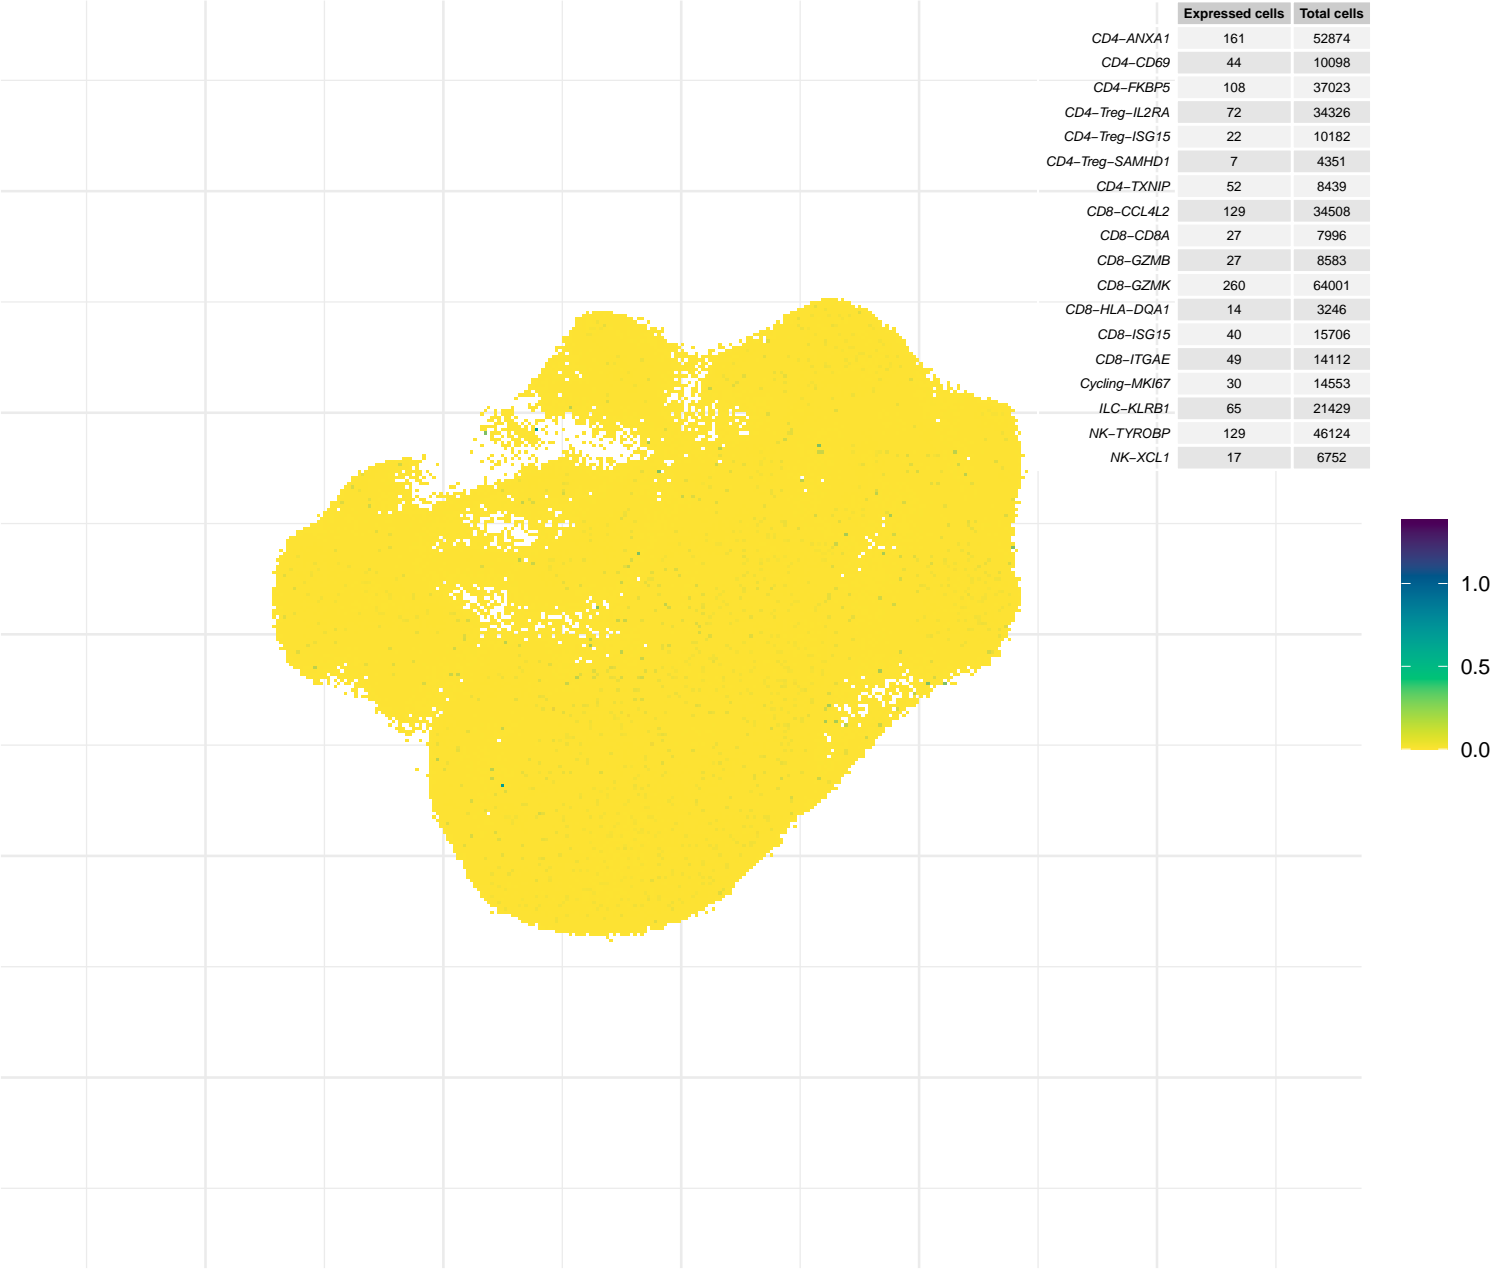 Expressed cells Total cells
CD4−ANXA1 161 52874
CD4−CD69 44 10098
CD4−FKBP5 108 37023
CD4−Treg−IL2RA 72 34326
CD4−Treg−ISG15 22 10182
CD4−Treg−SAMHD1 7 4351
CD4−TXNIP 52 8439
CD8−CCL4L2 129 34508
CD8−CD8A 27 7996
CD8−GZMB 27 8583
CD8−GZMK 260 64001
CD8−HLA−DQA1 14 3246
CD8−ISG15 40 15706
CD8−ITGAE 49 14112
Cycling−MKI67 30 14553
ILC−KLRB1 65 21429
NK−TYROBP 129 46124
NK−XCL1 17 6752
1.0
0.5
0.0